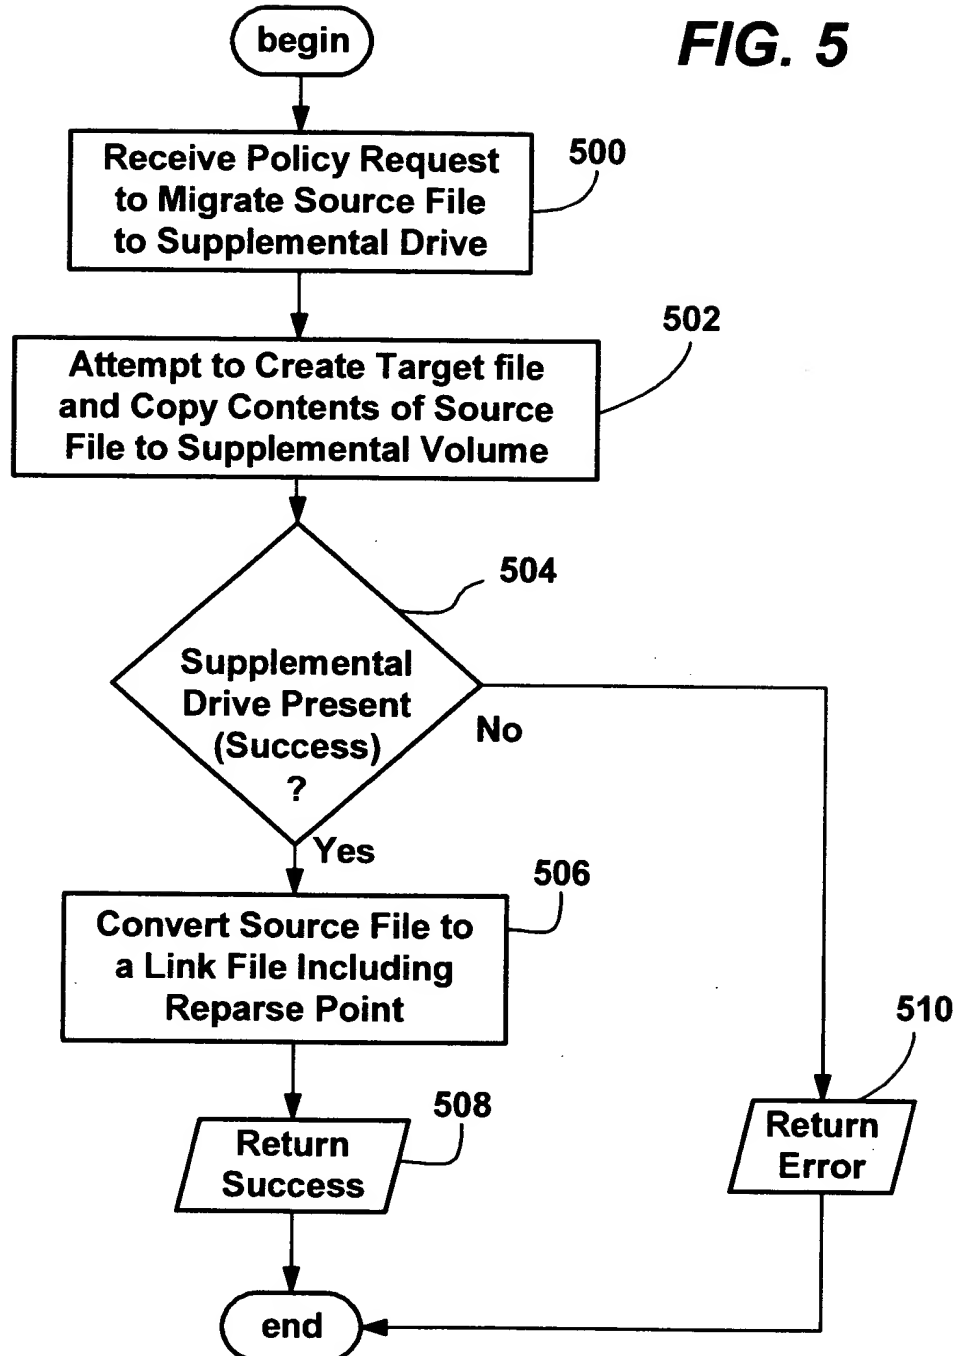 begin
FIG. 5
Receive Policy Request
to Migrate Source File
to Supplemental Drive
500
502
Attempt to Create Target file
and Copy Contents of Source
File to Supplemental Volume
504
Supplemental
Drive Present
(Success)
?
No
Yes
506
Convert Source File to
a Link File Including
Reparse Point
510
508
Return
Success
Return
Error
end